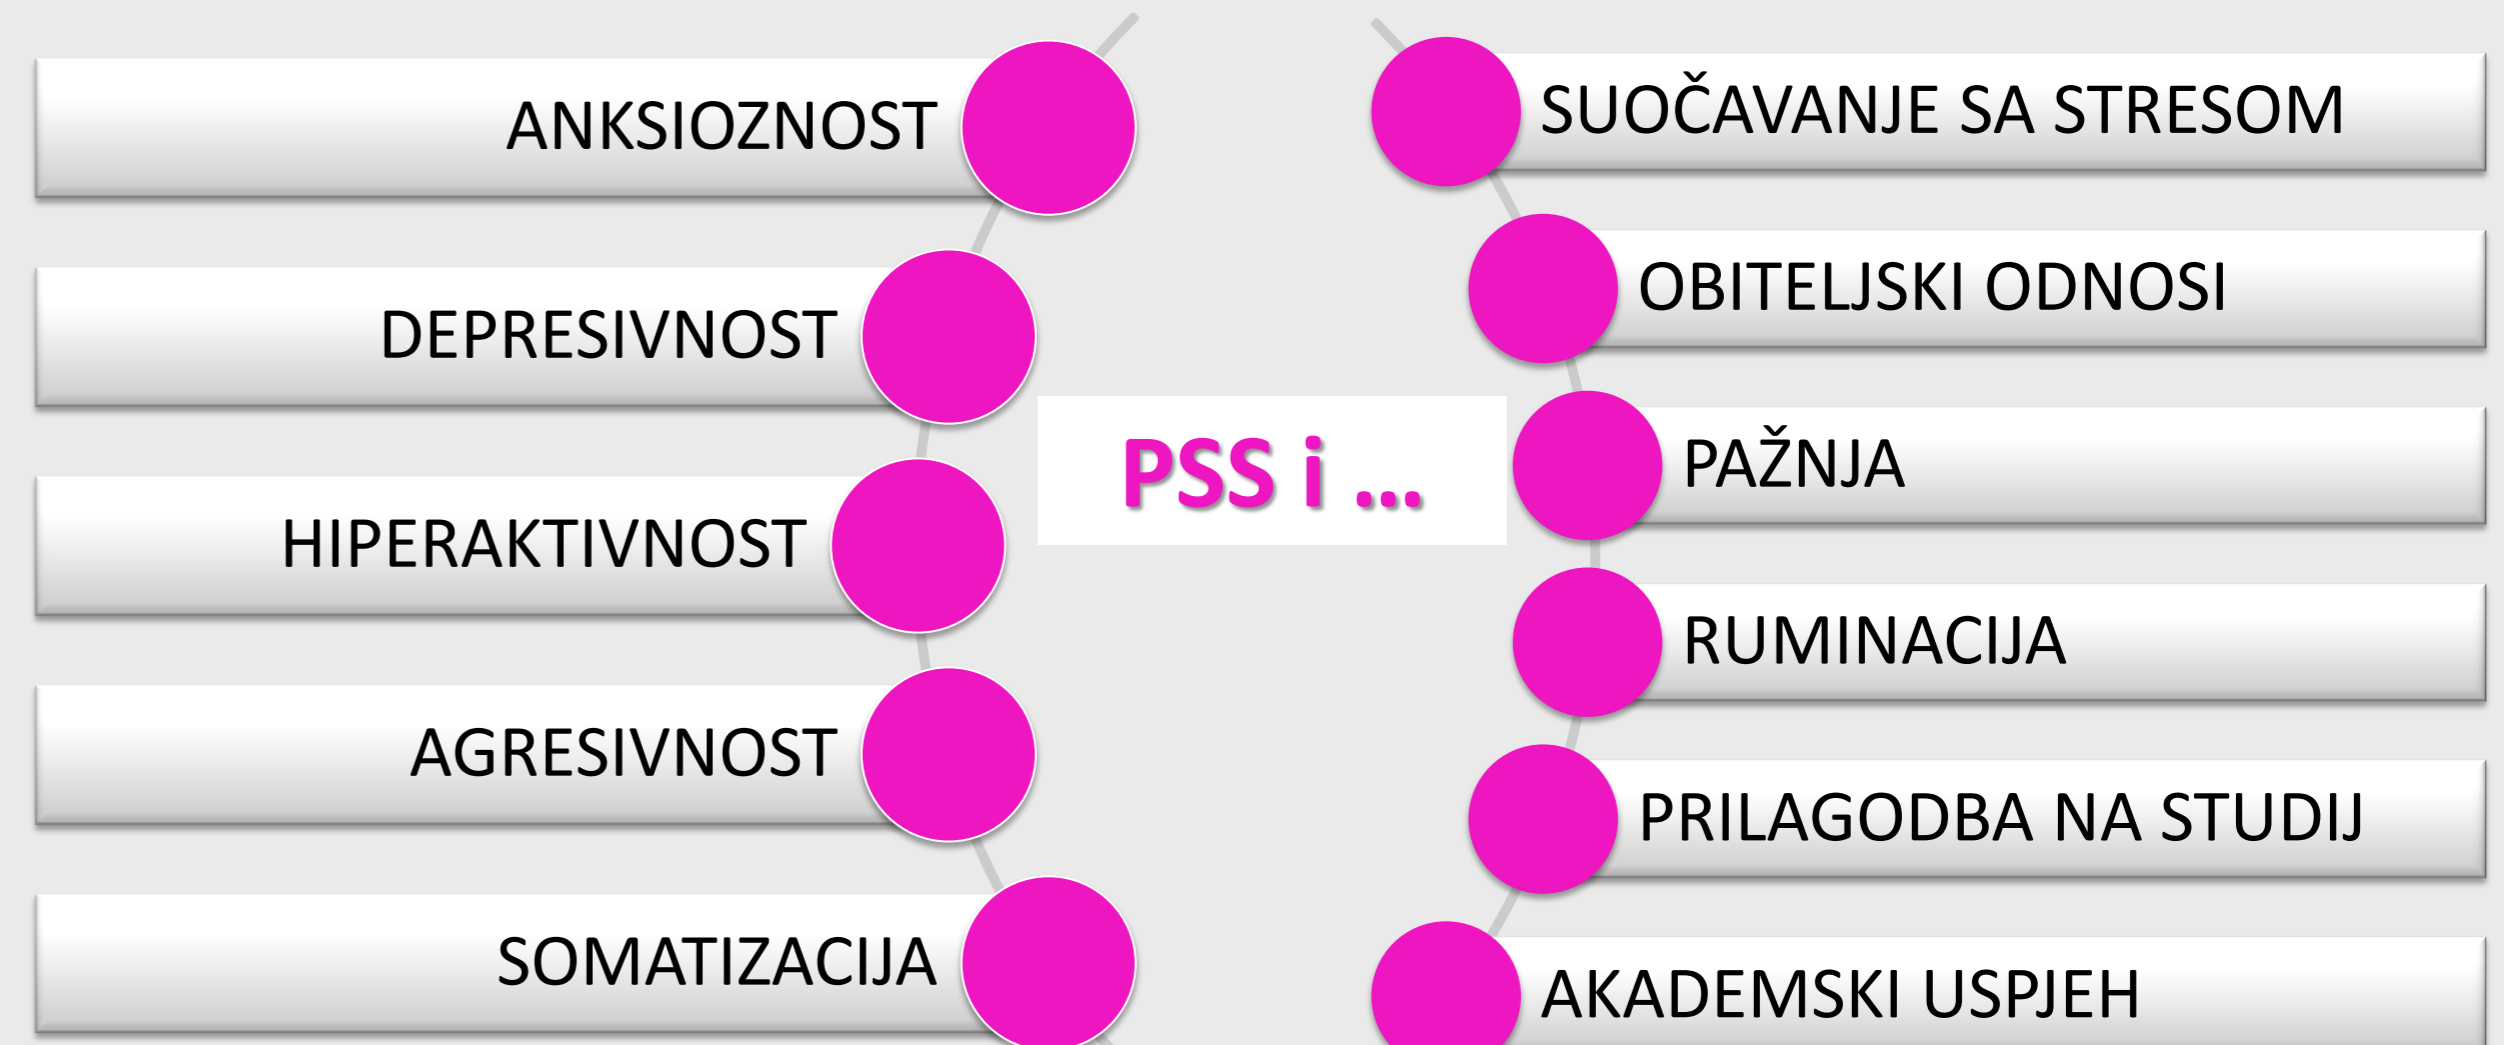 ANKSIOZNOST
DEPRESIVNOST
HIPERAKTIVNOST
AGRESIVNOST
SOMATIZACIJA
PSS i ...
SUOČAVANJE SA STRESOM
OBITELJSKI ODNOSI
PAŽNJA
RUMINACIJA
PRILAGODBA NA STUDIJ
AKADEMSKI USPJEH